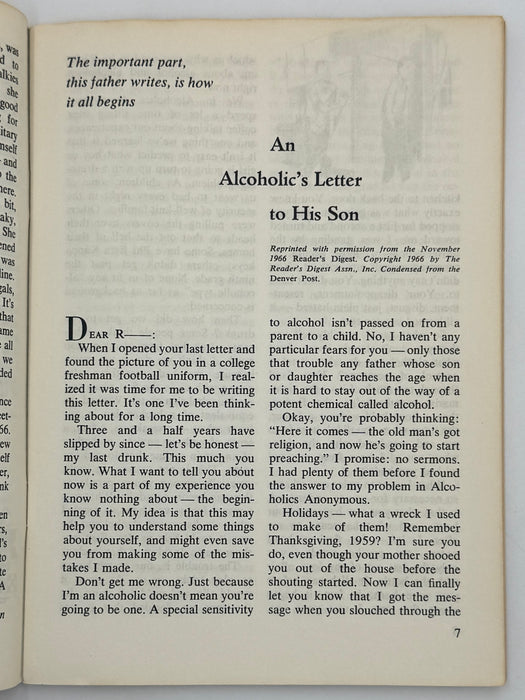 The important part,
this father writes, is how
it all begins
An
Alcoholic's Letter
to His Son
Reprinted with permission from the November
1966 Reader's Digest. Copyright 1966 by The
Reader's Digest Assn., Inc. Condensed from the
Denver Post.
DEAR R——:
When I opened your last letter and
found the picture of you in a college
freshman football uniform, I real-
ized it was time for me to be writing
this letter. It's one I've been think-
ing about for a long time.
Three and a half years have
slipped by since — let's be honest —
my last drunk. This much you
know. What I want to tell you about
now is a part of my experience you
know nothing about — the begin-
ning of it. My idea is that this may
help you to understand some things
about yourself, and might even save
you from making some of the mis-
takes I made.
Don't get me wrong. Just because
I'm an alcoholic doesn't mean you're
going to be one. A special sensitivity
to alcohol isn't passed on from a
parent to a child. No, I haven't any
particular fears for you — only those
that trouble any father whose son
or daughter reaches the age when
it is hard to stay out of the way of a
potent chemical called alcohol.
Okay, you're probably thinking:
"Here it comes — the old man's got
religion, and now he's going to start
preaching." I promise: no sermons.
I had plenty of them before I found
the answer to my problem in Alco-
holics Anonymous.
Holidays — what a wreck I used
to make of them! Remember
Thanksgiving, 1959? I'm sure you
do, even though your mother shooed
you out of the house before the
shouting started. Now I can finally
let you know that I got the mes-
sage when you slouched through the
7